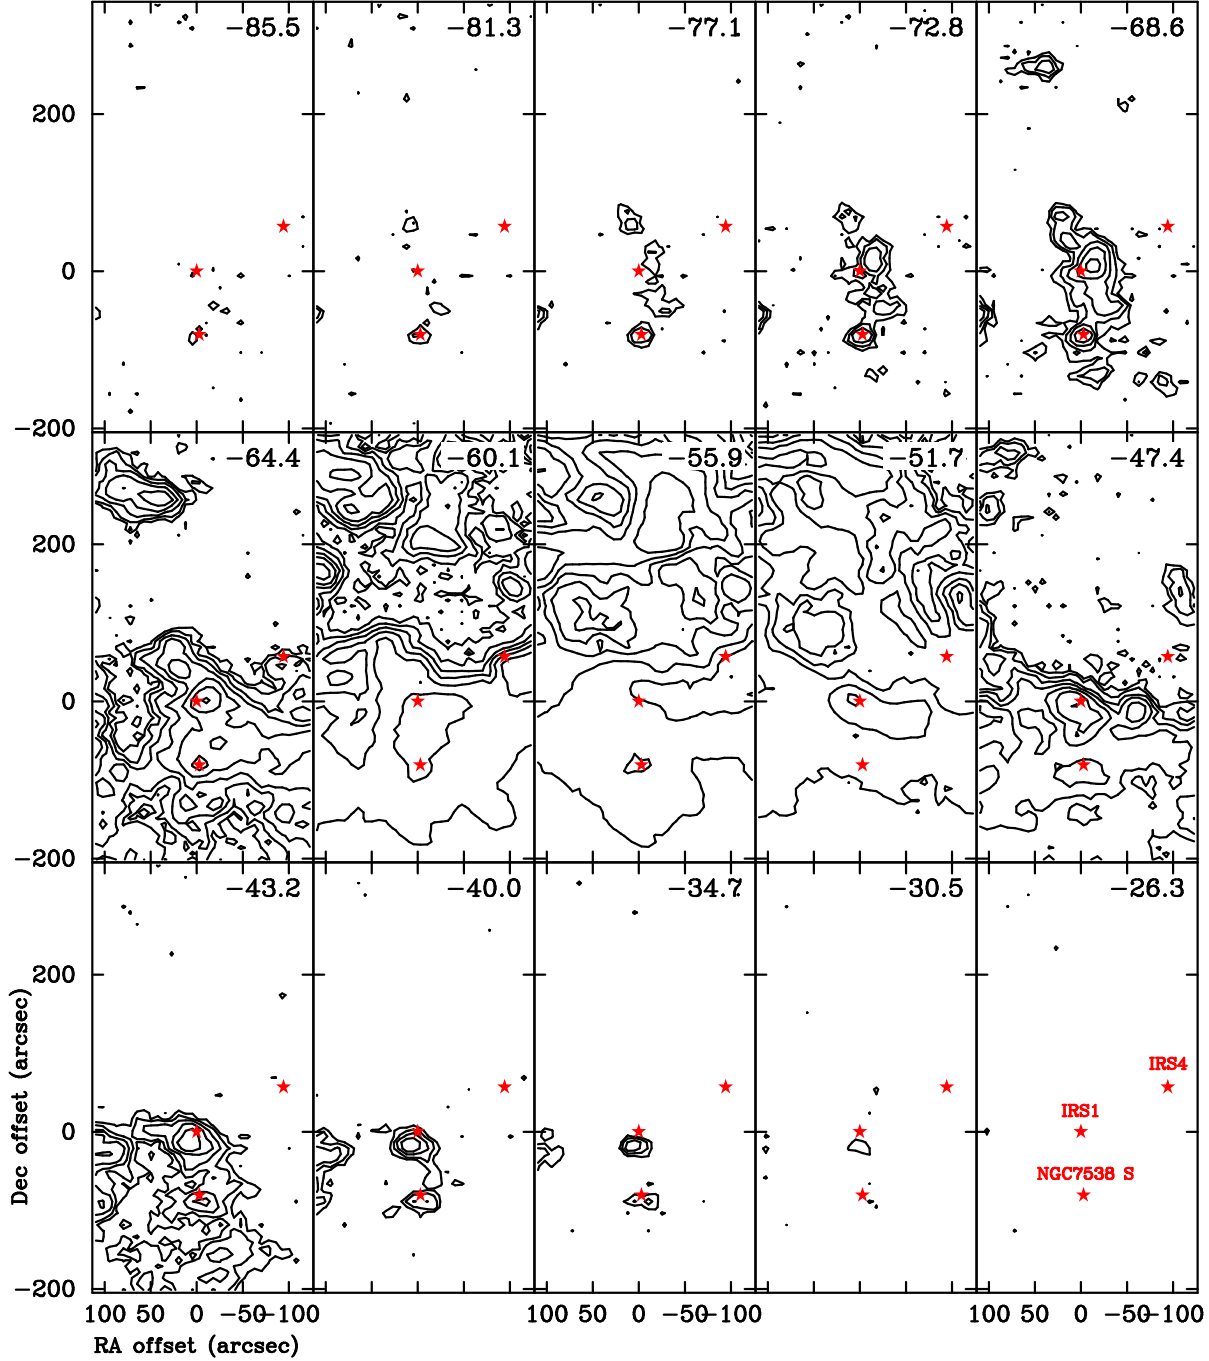 −85.5 −81.3 −77.1 −72.8 −68.6
200
0
−200
−64.4 −60.1 −55.9 −51.7 −47.4
200
0
−200
−43.2 −40.0 −34.7 −30.5 −26.3
200
IRS4
IRS1
0
NGC7538 S
−200
Dec offset (arcsec)
100 50 0 −50 −100 100 50 0 −50 −100 100 50 0 −50 −100
RA offset (arcsec)